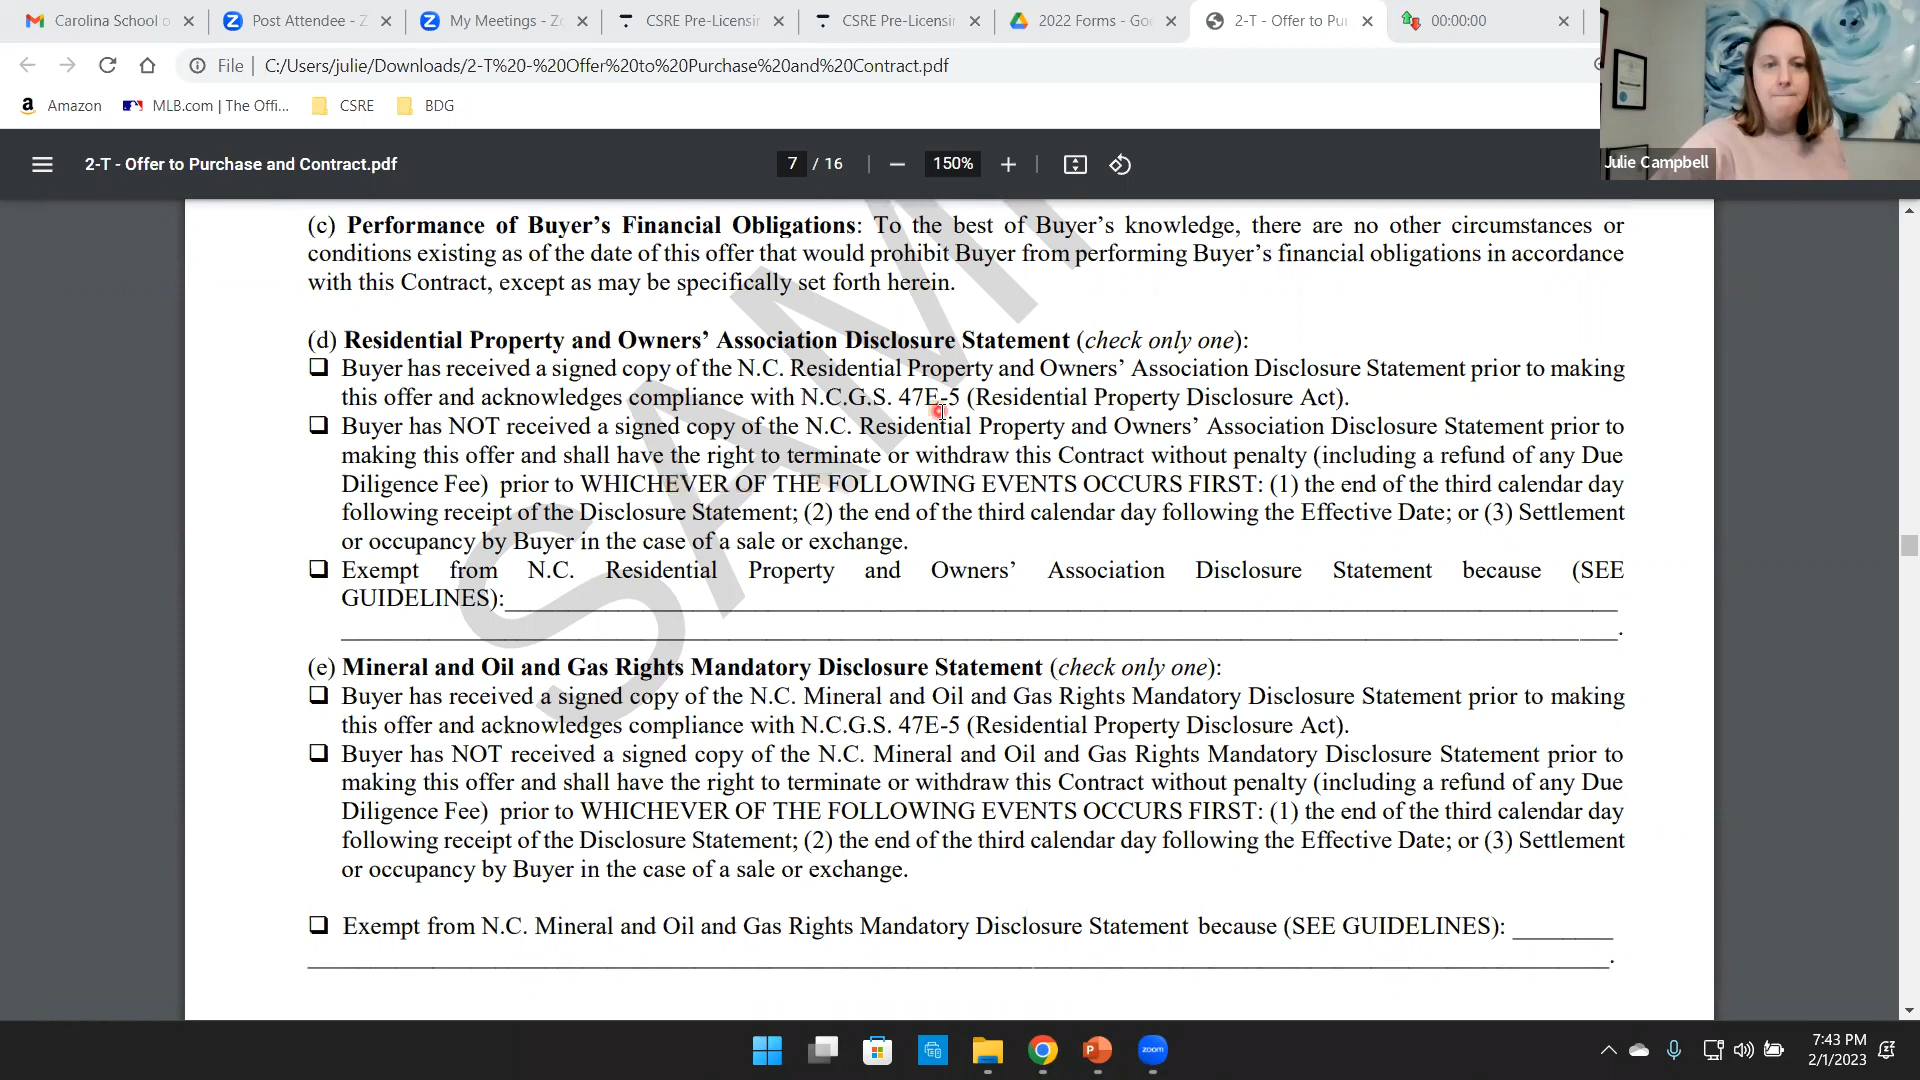 Carolina School o
Post Attendee - Z
My Meetings - Zo
CSRE Pre-Licensin
CSRE Pre-Licensin
2022 Forms - Goo
2-T - Offer to Pur
00:00:00
File | C:/Users/julie/Downloads/2-T%20-%20Offer%20to%20Purchase%20and%20Contract.pdf
Amazon
MLB.com | The Offi...
CSRE
BDG
Julie Campbell
2-T - Offer to Purchase and Contract.pdf
7 / 16
150%
(c) Performance of Buyer’s Financial Obligations: To the best of Buyer’s knowledge, there are no other circumstances or
conditions existing as of the date of this offer that would prohibit Buyer from performing Buyer’s financial obligations in accordance
with this Contract, except as may be specifically set forth herein.
(d) Residential Property and Owners’ Association Disclosure Statement (check only one):
Buyer has received a signed copy of the N.C. Residential Property and Owners’ Association Disclosure Statement prior to making
this offer and acknowledges compliance with N.C.G.S. 47E-5 (Residential Property Disclosure Act).
Buyer has NOT received a signed copy of the N.C. Residential Property and Owners’ Association Disclosure Statement prior to
making this offer and shall have the right to terminate or withdraw this Contract without penalty (including a refund of any Due
Diligence Fee) prior to WHICHEVER OF THE FOLLOWING EVENTS OCCURS FIRST: (1) the end of the third calendar day
following receipt of the Disclosure Statement; (2) the end of the third calendar day following the Effective Date; or (3) Settlement
or occupancy by Buyer in the case of a sale or exchange.
Exempt from N.C. Residential Property and Owners’ Association Disclosure Statement because (SEE
GUIDELINES):
(e) Mineral and Oil and Gas Rights Mandatory Disclosure Statement (check only one):
Buyer has received a signed copy of the N.C. Mineral and Oil and Gas Rights Mandatory Disclosure Statement prior to making
this offer and acknowledges compliance with N.C.G.S. 47E-5 (Residential Property Disclosure Act).
Buyer has NOT received a signed copy of the N.C. Mineral and Oil and Gas Rights Mandatory Disclosure Statement prior to
making this offer and shall have the right to terminate or withdraw this Contract without penalty (including a refund of any Due
Diligence Fee) prior to WHICHEVER OF THE FOLLOWING EVENTS OCCURS FIRST: (1) the end of the third calendar day
following receipt of the Disclosure Statement; (2) the end of the third calendar day following the Effective Date; or (3) Settlement
or occupancy by Buyer in the case of a sale or exchange.
Exempt from N.C. Mineral and Oil and Gas Rights Mandatory Disclosure Statement because (SEE GUIDELINES):
SAM
zoom
7:43 PM
2/1/2023